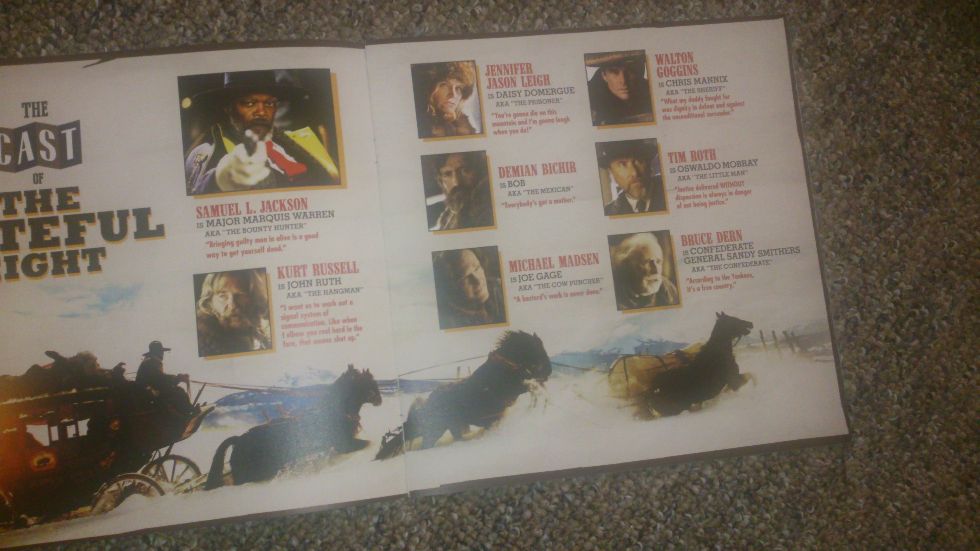 THE
CAST
OF
THE
TEFUL
IGHT
SAMUEL L. JACKSON
IS MAJOR MARQUIS WARREN
AKA "THE BOUNTY HUNTER"
"Bringing guilty men in alive is a good
way to get yourself dead."
KURT RUSSELL
IS JOHN RUTH
AKA "THE HANGMAN"
"I want us to work out a
signal system of
communication. Like when
I elbow you real hard in the
face, that means shut up."
JENNIFER
JASON LEIGH
IS DAISY DOMERGUE
AKA "THE PRISONER"
"You're gonna die on this
mountain and I'm gonna laugh
when you do!"
DEMIAN BICHIR
IS BOB
AKA "THE MEXICAN"
"Everybody's got a mother."
MICHAEL MADSEN
IS JOE GAGE
AKA "THE COW PUNCHER"
"A bastard's work is never done."
WALTON
GOGGINS
IS CHRIS MANNIX
AKA "THE SHERIFF"
"What my daddy fought for
was dignity in defeat and against
the unconditional surrender."
TIM ROTH
IS OSWALDO MOBRAY
AKA "THE LITTLE MAN"
"Justice delivered WITHOUT
dispassion is always in danger
of not being justice."
BRUCE DERN
IS CONFEDERATE
GENERAL SANDY SMITHERS
AKA "THE CONFEDERATE"
"According to the Yankees,
it's a free country."